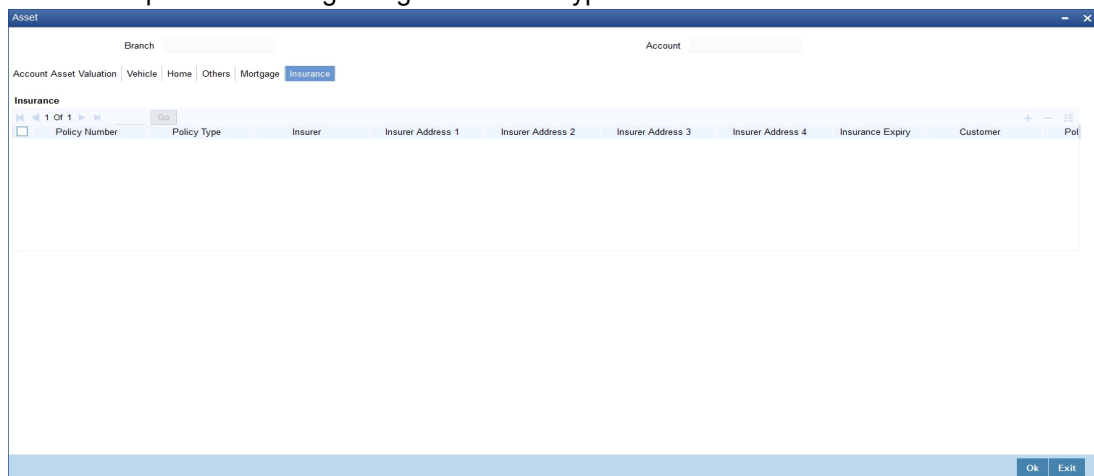 Asset
Branch Account
Account Asset Valuation Vehicle Home Others Mortgage Insurance
Insurance
1 Of 1 Go
Policy Number Policy Type Insurer Insurer Address 1 Insurer Address 2 Insurer Address 3 Insurer Address 4 Insurance Expiry Customer Pol
Ok Exit